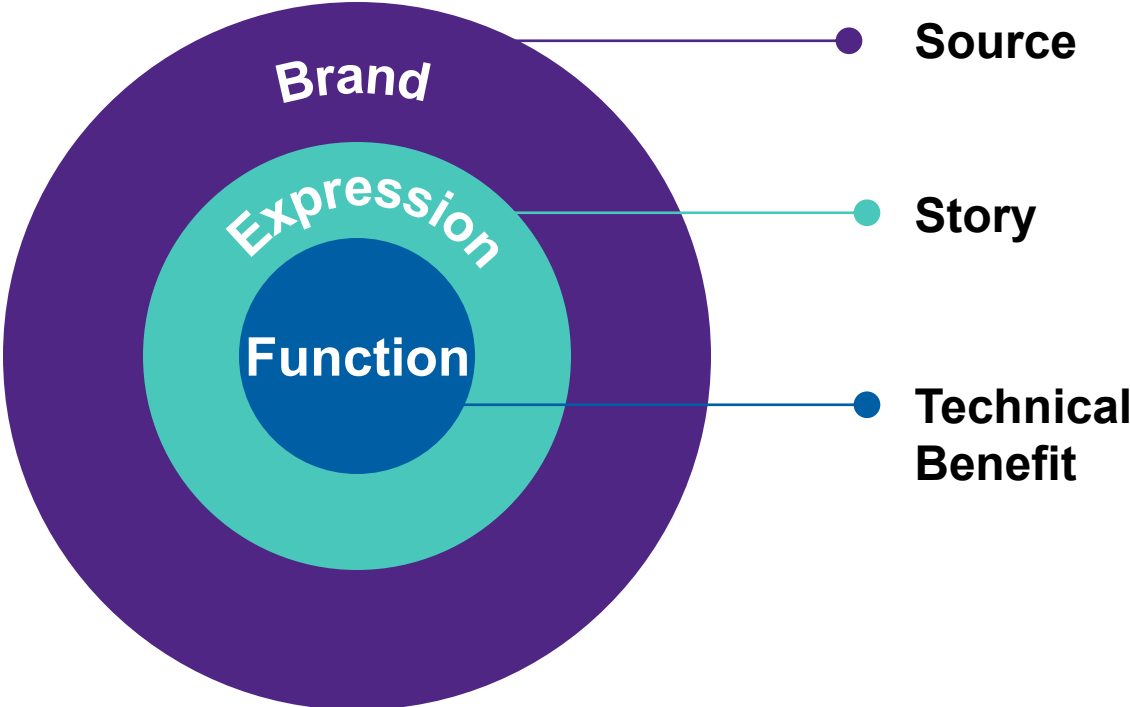 Brand
Source
Expression
Story
Function
Technical
Benefit